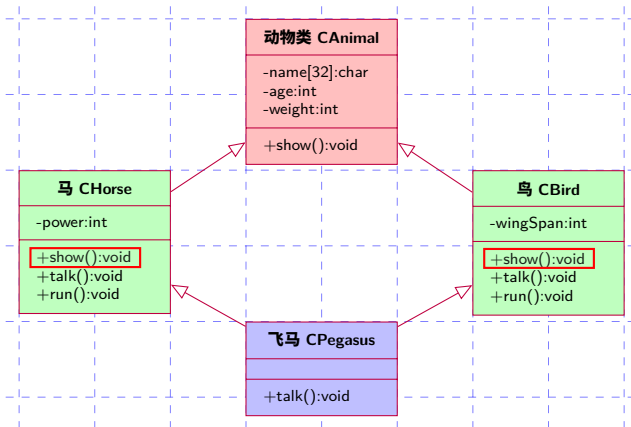 动物类 CAnimal
-name[32]:char
-age:int
-weight:int
+show():void
马 CHorse
-power:int
+show():void
+talk():void
+run():void
鸟 CBird
-wingSpan:int
+show():void
+talk():void
+run():void
飞马 CPegasus
+talk():void